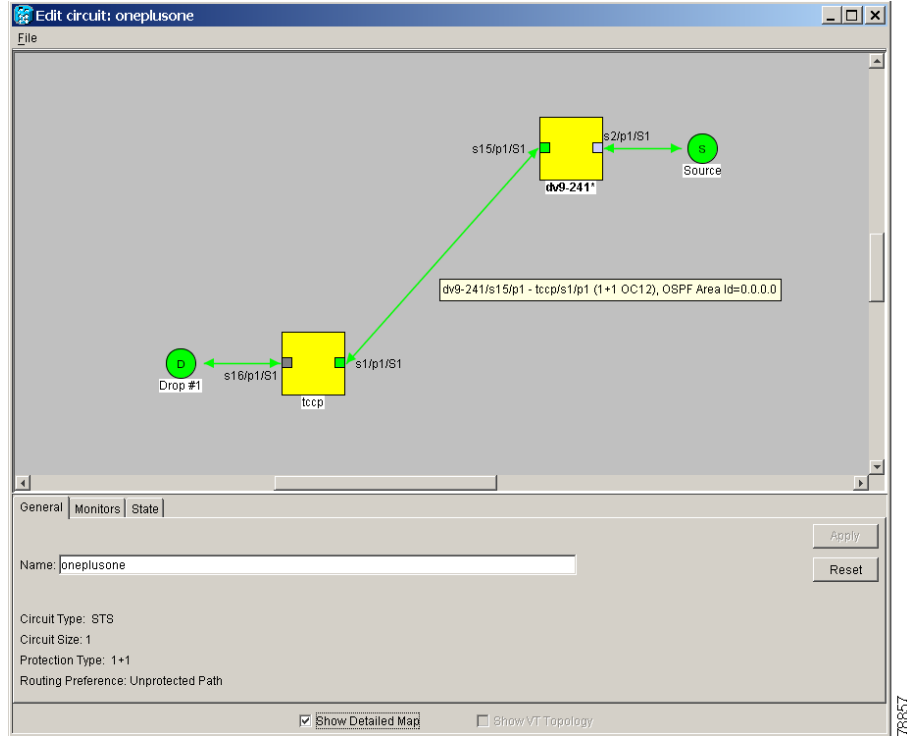 Edit circuit: oneplusone
File
s15/p1/S1
s2/p1/S1
S
Source
dv9-241*
dv9-241/s15/p1 - tccp/s1/p1 (1+1 OC12), OSPF Area Id=0.0.0.0
D
Drop #1
s16/p1/S1
s1/p1/S1
tccp
General Monitors State
Apply
Name: oneplusone
Reset
Circuit Type: STS
Circuit Size: 1
Protection Type: 1+1
Routing Preference: Unprotected Path
Show Detailed Map Show VT Topology
78857